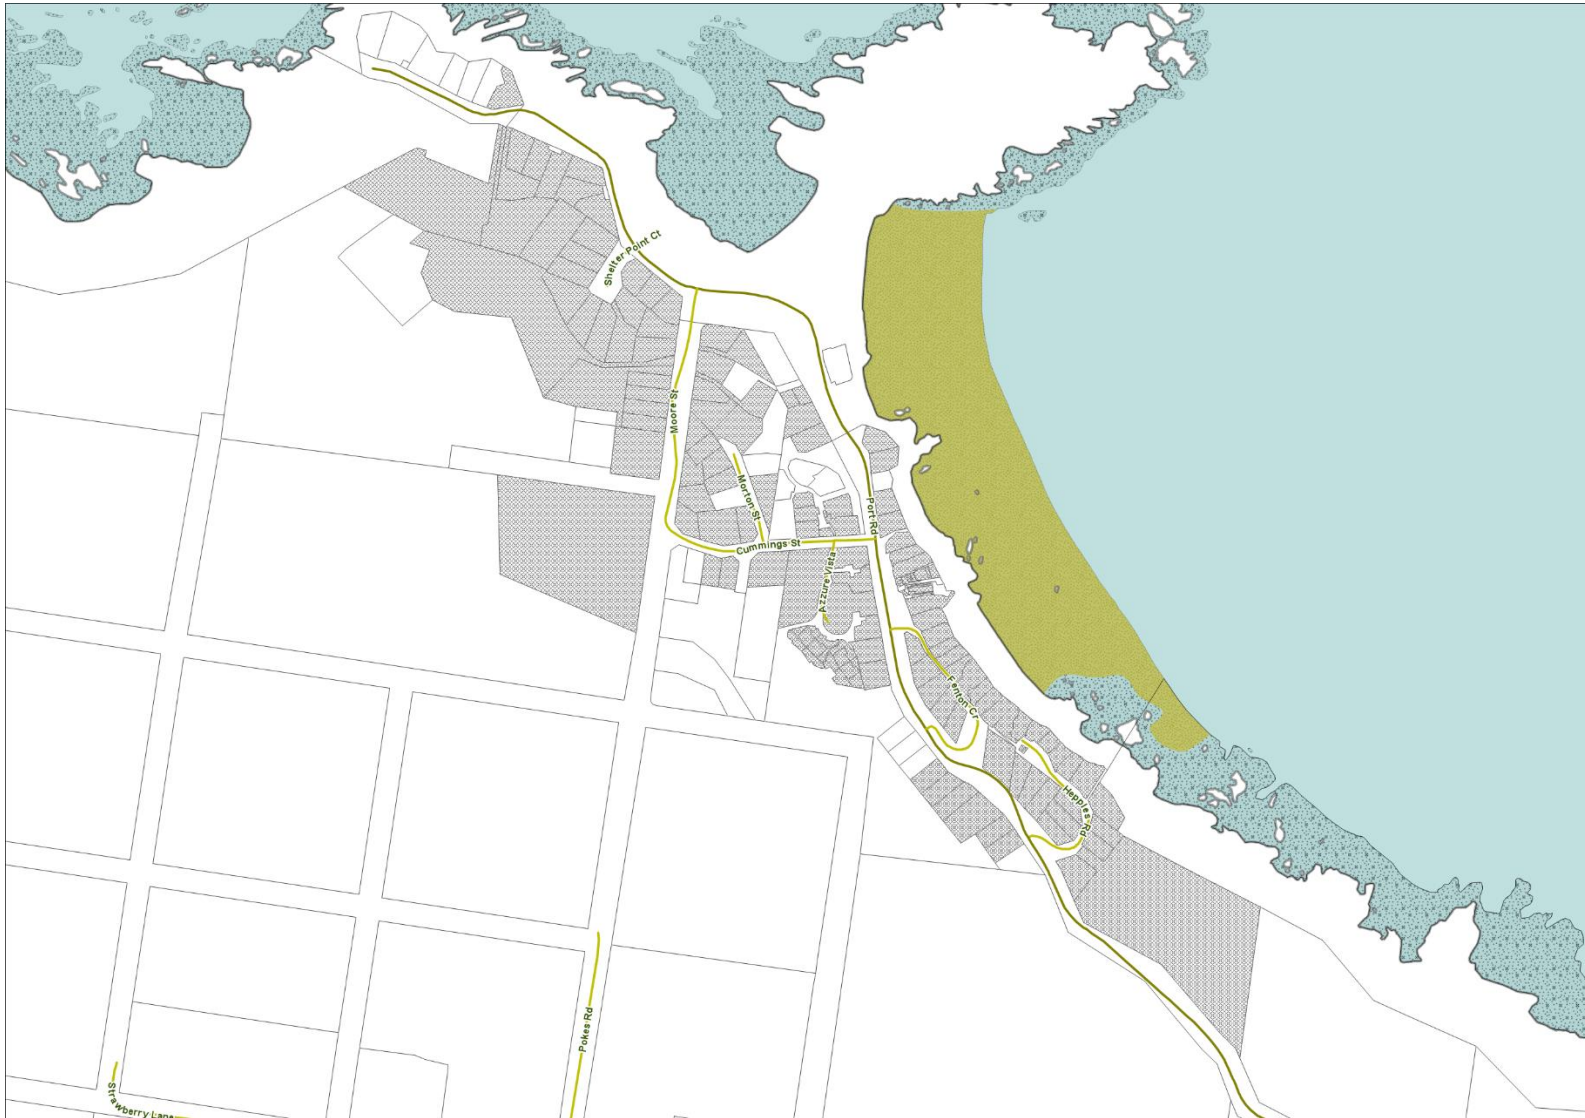 Shelter Point Ct
Moore St
Morton St
Port Rd
Cummings St
Azzure Vista
Fenton Cr
Hepples Rd
Pokes Rd
Strawberry Lane